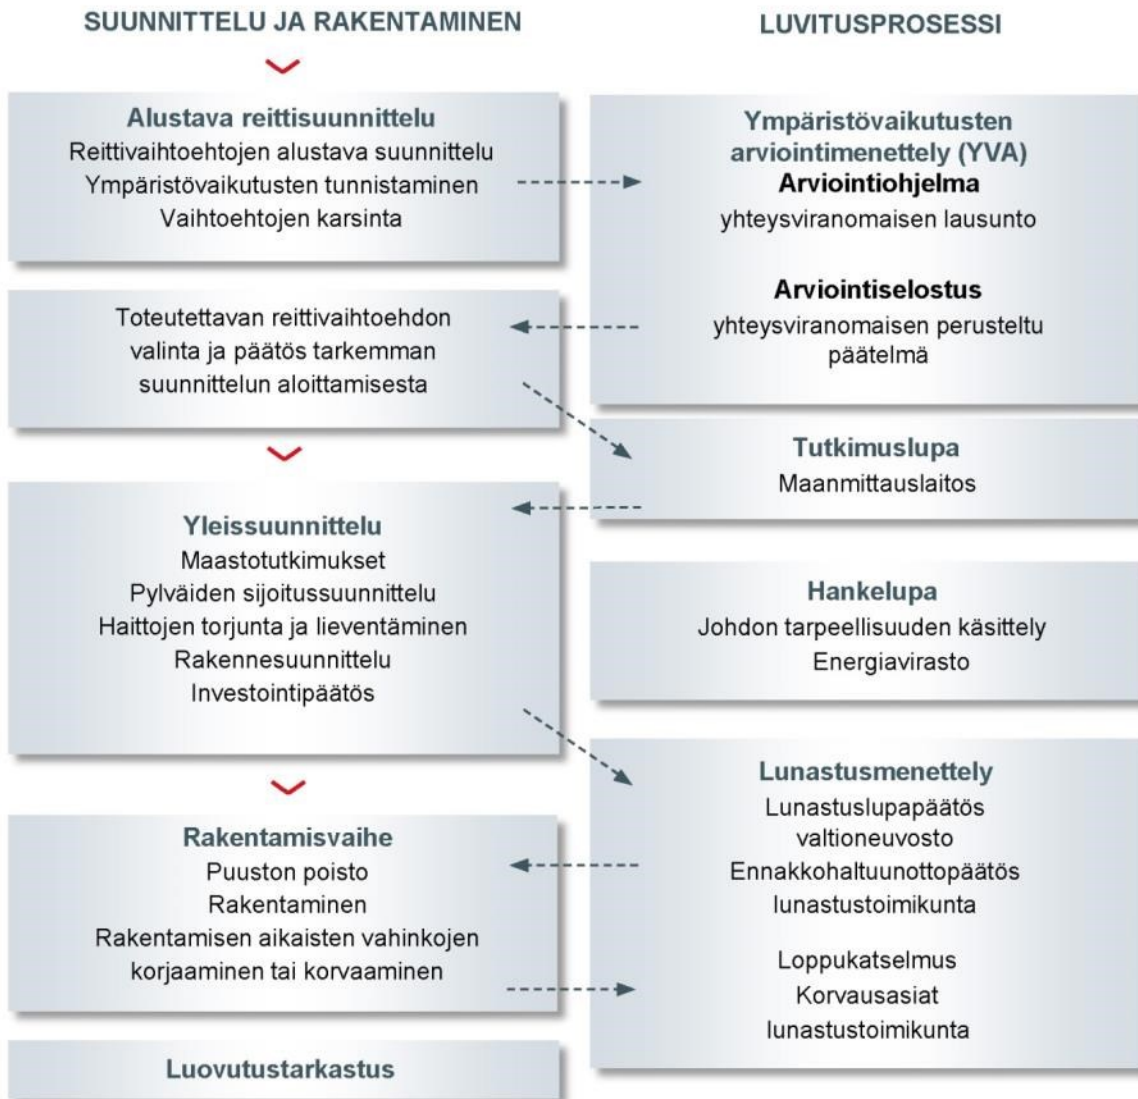 SUUNNITTELU JA RAKENTAMINEN
Alustava reittisuunnittelu
Reittivaihtoehtojen alustava suunnittelu
Ympäristövaikutusten tunnistaminen
Vaihtoehtojen karsinta
Toteutettavan reittivaihtoehdon
valinta ja päätös tarkemman
suunnittelun aloittamisesta
Yleissuunnittelu
Maastotutkimukset
Pylväiden sijoitussuunnittelu
Haittojen torjunta ja lieventäminen
Rakennesuunnittelu
Investointipäätös
Rakentamisvaihe
Puuston poisto
Rakentaminen
Rakentamisen aikaisten vahinkojen
korjaaminen tai korvaaminen
Luovutustarkastus
LUVITUSPROSESSI
Ympäristövaikutusten
arviointimenettely (YVA)
Arviointiohjelma
yhteysviranomaisen lausunto
Arviointiselostus
yhteysviranomaisen perusteltu
päätelmä
Tutkimuslupa
Maanmittauslaitos
Hankelupa
Johdon tarpeellisuuden käsittely
Energiavirasto
Lunastusmenettely
Lunastuslupapäätös
valtioneuvosto
Ennakkohaltuunottopäätös
lunastustoimikunta
Loppukatselmus
Korvausasiat
lunastustoimikunta